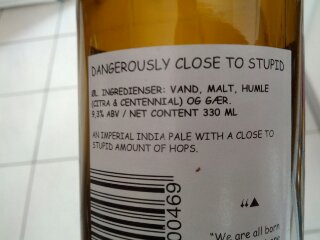 DANGEROUSLY CLOSE TO STUPID
ØL. INGREDIENSER: VAND, MALT, HUMLE
(CITRA & CENTENNIAL) OG GÆR.
9,3% ABV / NET CONTENT 330 ML
AN IMPERIAL INDIA PALE WITH A CLOSE TO
STUPID AMOUNT OF HOPS.
00469
"We are all born